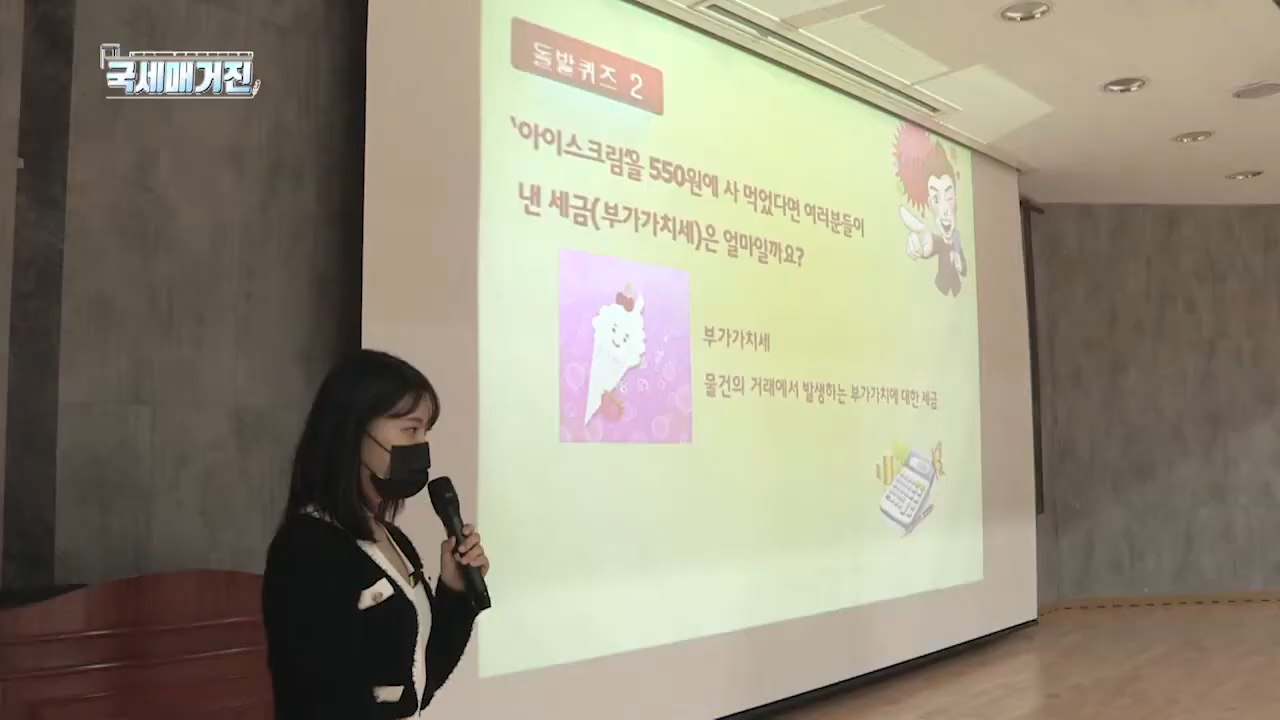 국세매거진
돌발퀴즈 2
'아이스크림'을 550원에 사 먹었다면 여러분들이
낸 세금(부가가치세)은 얼마일까요?
부가가치세
물건의 거래에서 발생하는 부가가치에 대한 세금